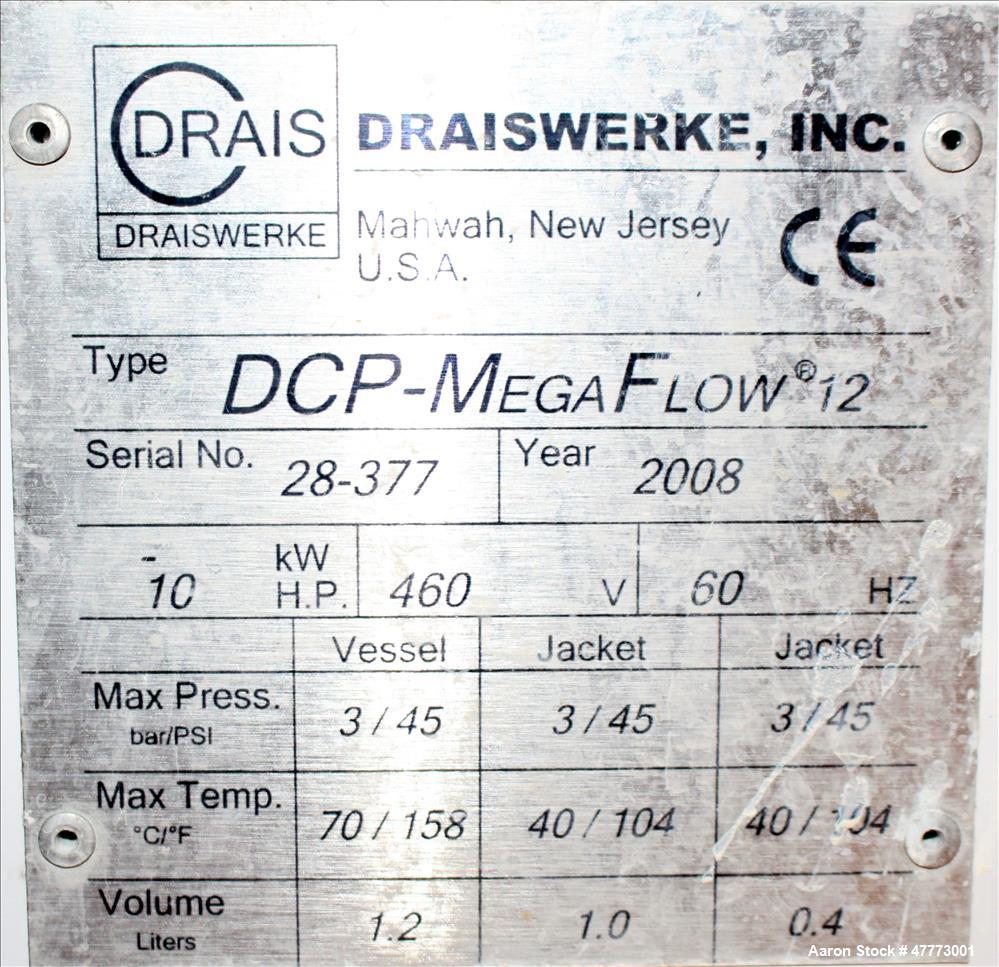 DRAIS
DRAISWERKE
DRAISWERKE, INC.
Mahwah, New Jersey
U.S.A.
CE
Type DCP-MEGAFLOW®12
Serial No. 28-377 Year 2008
- kW
10 H.P. 460 V 60 HZ
Vessel Jacket Jacket
Max Press. bar/PSI 3 / 45 3 / 45 3 / 45
Max Temp. °C/°F 70 / 158 40 / 104 40 / 104
Volume Liters 1.2 1.0 0.4
Aaron Stock # 47773001